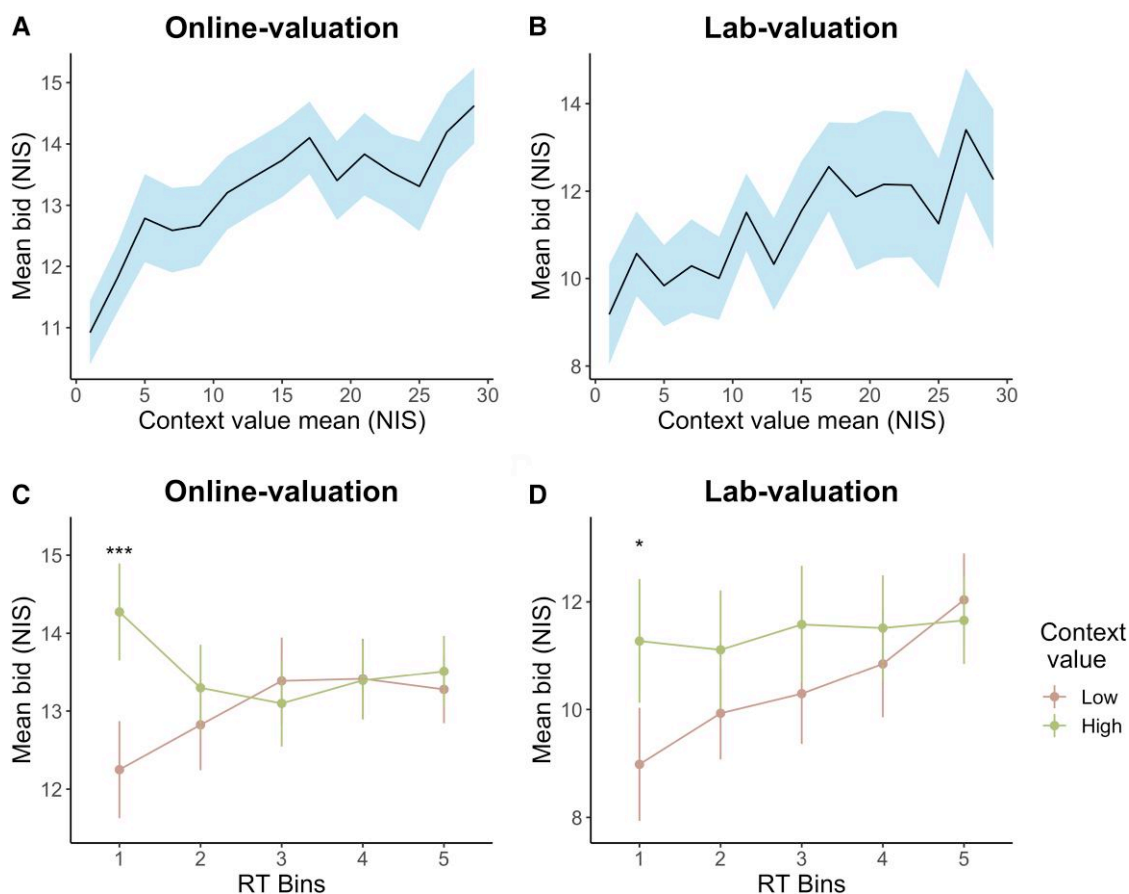 A
Online-valuation
15
14
13
12
11
Mean bid (NIS)
0 5 10 15 20 25 30
Context value mean (NIS)
B
Lab-valuation
14
12
10
8
Mean bid (NIS)
0 5 10 15 20 25 30
Context value mean (NIS)
C
Online-valuation
***
15
14
13
12
Mean bid (NIS)
1 2 3 4 5
RT Bins
D
Lab-valuation
*
12
10
8
Mean bid (NIS)
1 2 3 4 5
RT Bins
Context
value
Low
High